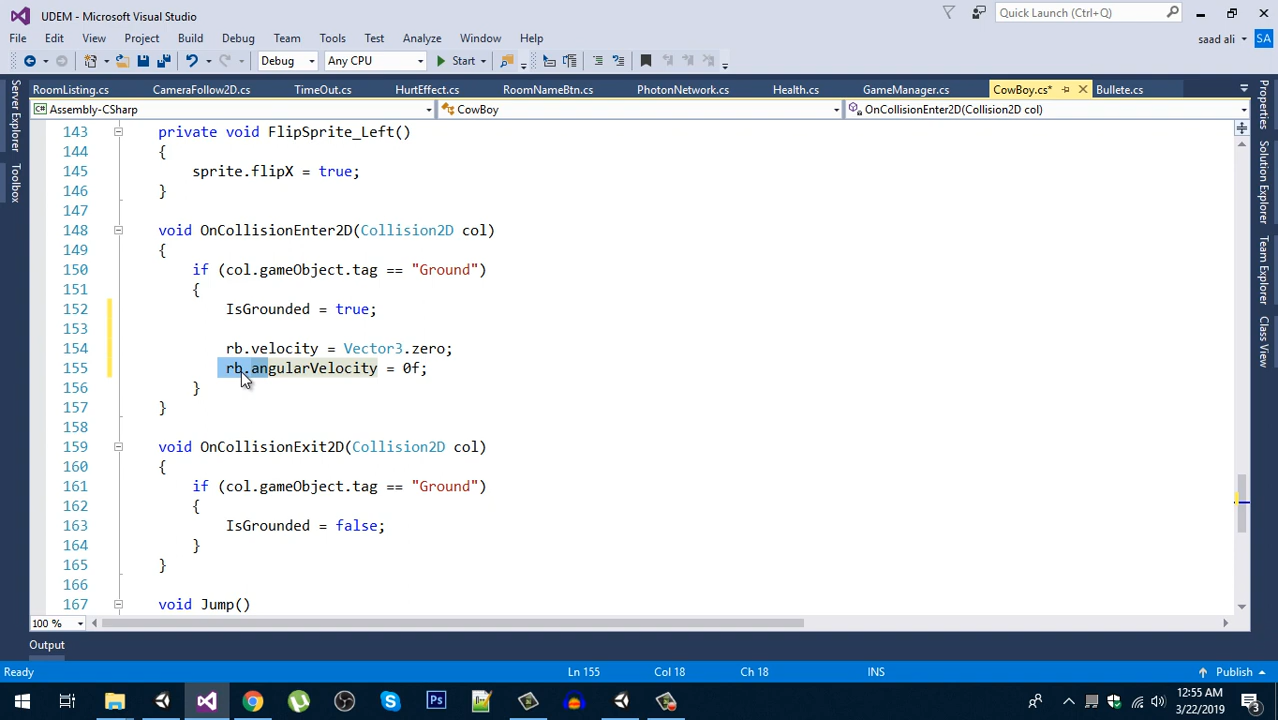 UDEM - Microsoft Visual Studio
Quick Launch (Ctrl+Q)
File Edit View Project Build Debug Team Tools Test Analyze Window Help
saad ali SA
Debug Any CPU Start
RoomListing.cs CameraFollow2D.cs TimeOut.cs HurtEffect.cs RoomNameBtn.cs PhotonNetwork.cs Health.cs GameManager.cs CowBoy.cs* Bullete.cs
Assembly-CSharp CowBoy OnCollisionEnter2D(Collision2D col)
Server Explorer
Toolbox
Properties
Solution Explorer
Team Explorer
Class View
143 private void FlipSprite_Left()
144 {
145 sprite.flipX = true;
146 }
147
148 void OnCollisionEnter2D(Collision2D col)
149 {
150 if (col.gameObject.tag == "Ground")
151 {
152 IsGrounded = true;
153
154 rb.velocity = Vector3.zero;
155 rb.angularVelocity = 0f;
156 }
157 }
158
159 void OnCollisionExit2D(Collision2D col)
160 {
161 if (col.gameObject.tag == "Ground")
162 {
163 IsGrounded = false;
164 }
165 }
166
167 void Jump()
100 %
Output
Ready Ln 155 Col 18 Ch 18 INS Publish
12:55 AM
3/22/2019
3